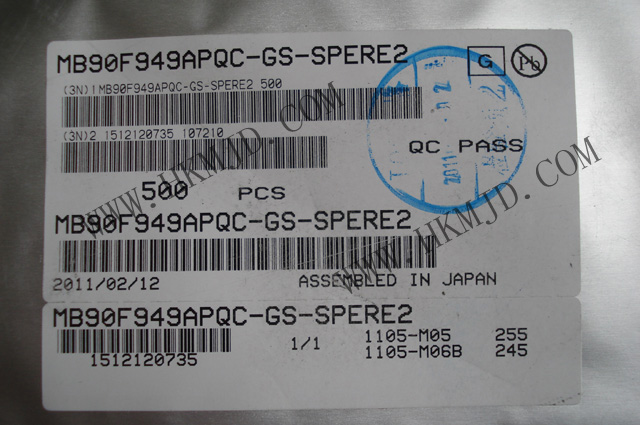 MB90F949APQC-GS-SPERE2
G
Pb
(3N)1MB90F949APQC-GS-SPERE2 500
(3N)2 1512120735 107210
QC PASS
2011
500 PCS
MB90F949APQC-GS-SPERE2
2011/02/12 ASSEMBLED IN JAPAN
MB90F949APQC-GS-SPERE2
1512120735
1/1
1105-M05 255
1105-M06B 245
WWW.HKMJD.COM
WWW.HKMJD.COM